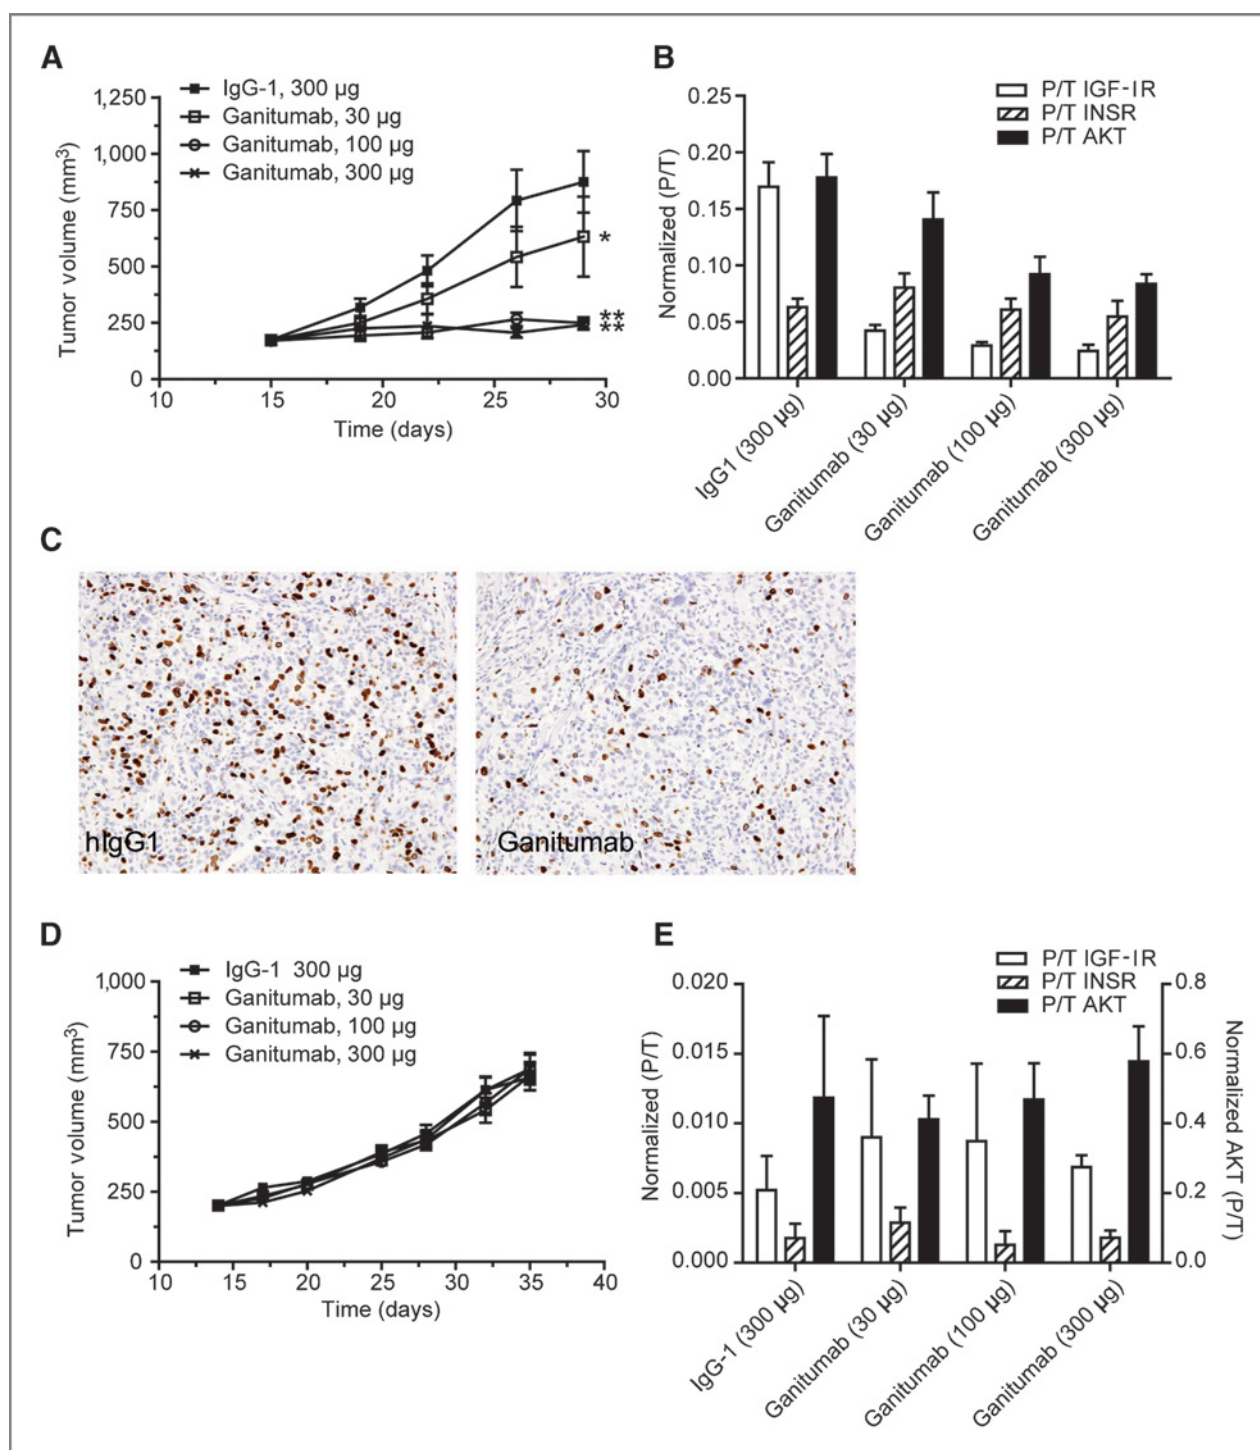 A
IgG-1, 300 µg
Ganitumab, 30 µg
Ganitumab, 100 µg
Ganitumab, 300 µg
Tumor volume (mm³)
1,250
1,000
750
500
250
0
*
**
**
10 15 20 25 30
Time (days)
B
P/T IGF-IR
P/T INSR
P/T AKT
Normalized (P/T)
0.25
0.20
0.15
0.10
0.05
0.00
IgG1 (300 µg)
Ganitumab (30 µg)
Ganitumab (100 µg)
Ganitumab (300 µg)
C
hIgG1
Ganitumab
D
IgG-1 300 µg
Ganitumab, 30 µg
Ganitumab, 100 µg
Ganitumab, 300 µg
Tumor volume (mm³)
1,000
750
500
250
0
10 15 20 25 30 35 40
Time (days)
E
P/T IGF-IR
P/T INSR
P/T AKT
Normalized (P/T)
0.020
0.015
0.010
0.005
0.000
0.8
0.6
0.4
0.2
0.0
Normalized AKT (P/T)
IgG-1 (300 µg)
Ganitumab (30 µg)
Ganitumab (100 µg)
Ganitumab (300 µg)